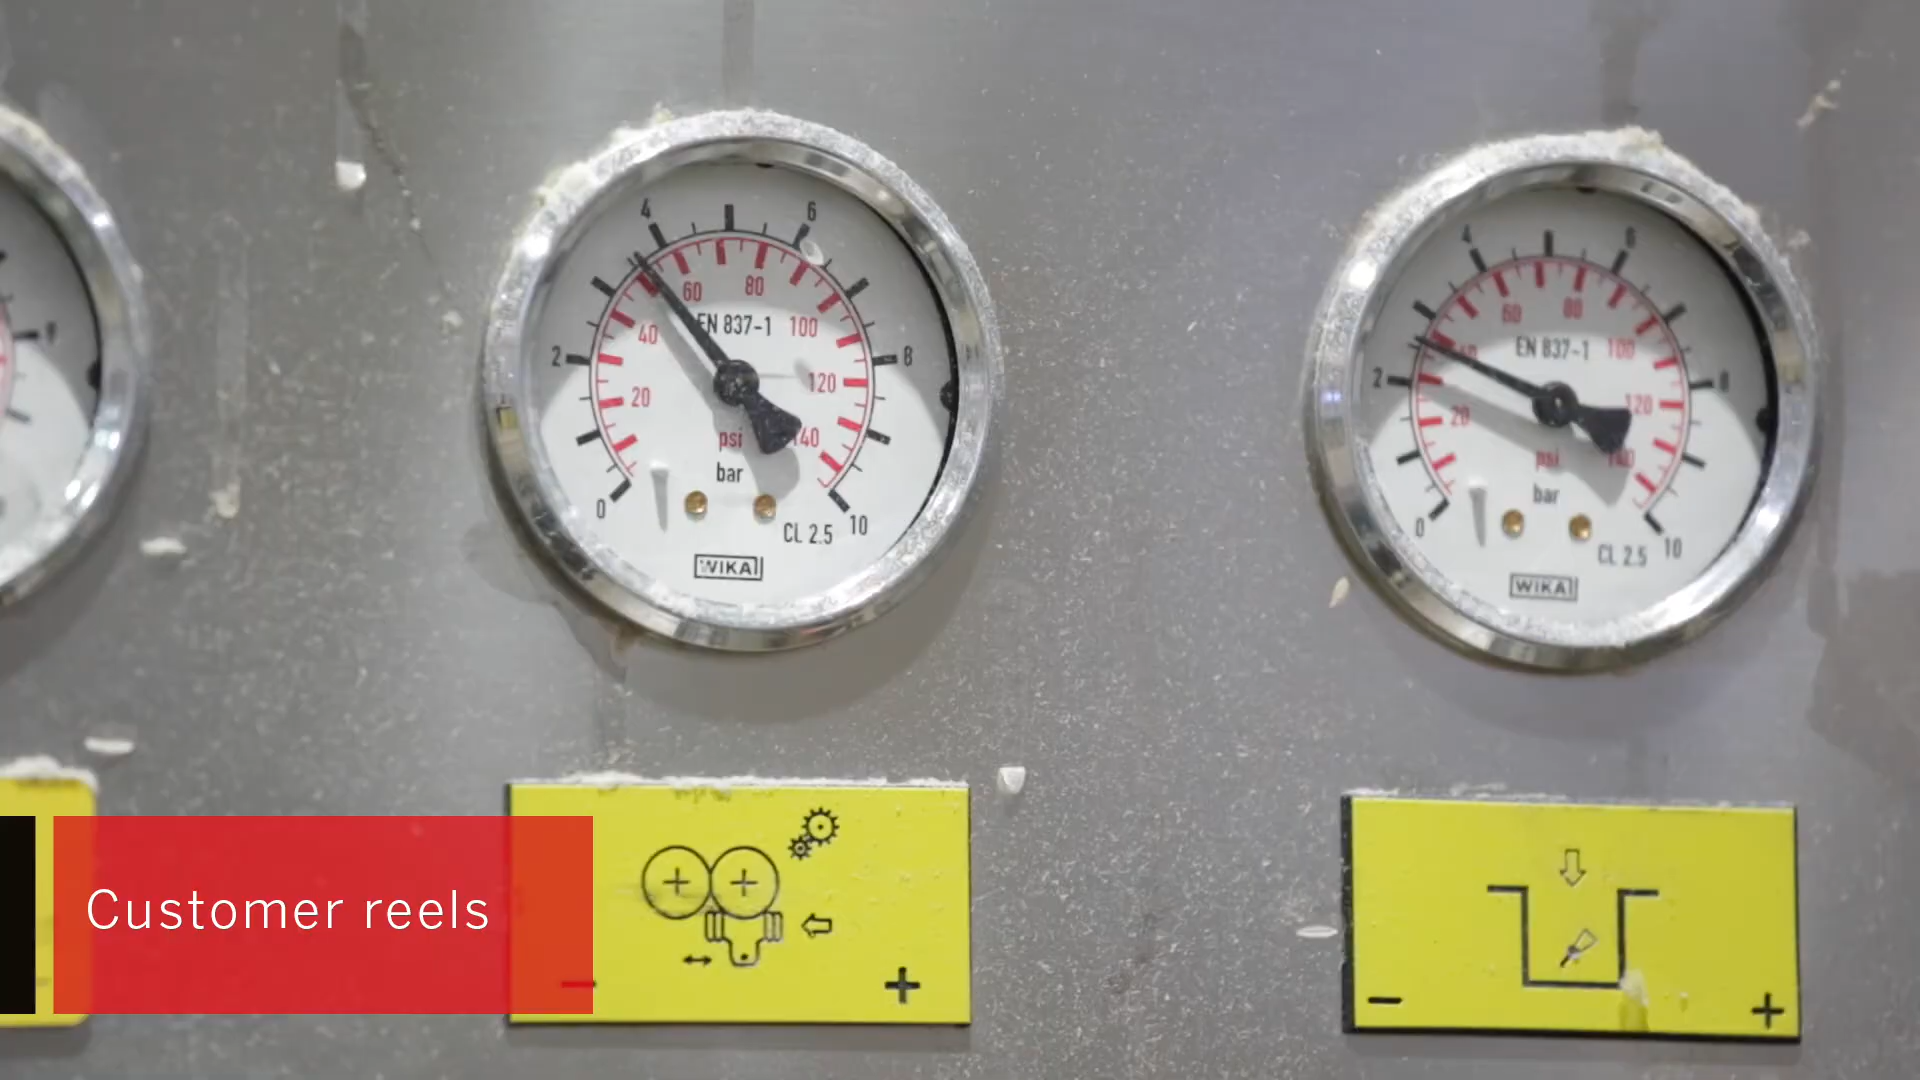 4 6
60 80
EN 837-1
40 100
2 8
20 120
psi 140
bar
0 10
CL 2.5
WIKA
4 6
60 80
EN 837-1
40 100
2 8
20 120
psi 140
bar
0 10
CL 2.5
WIKA
Customer reels
- +
- +